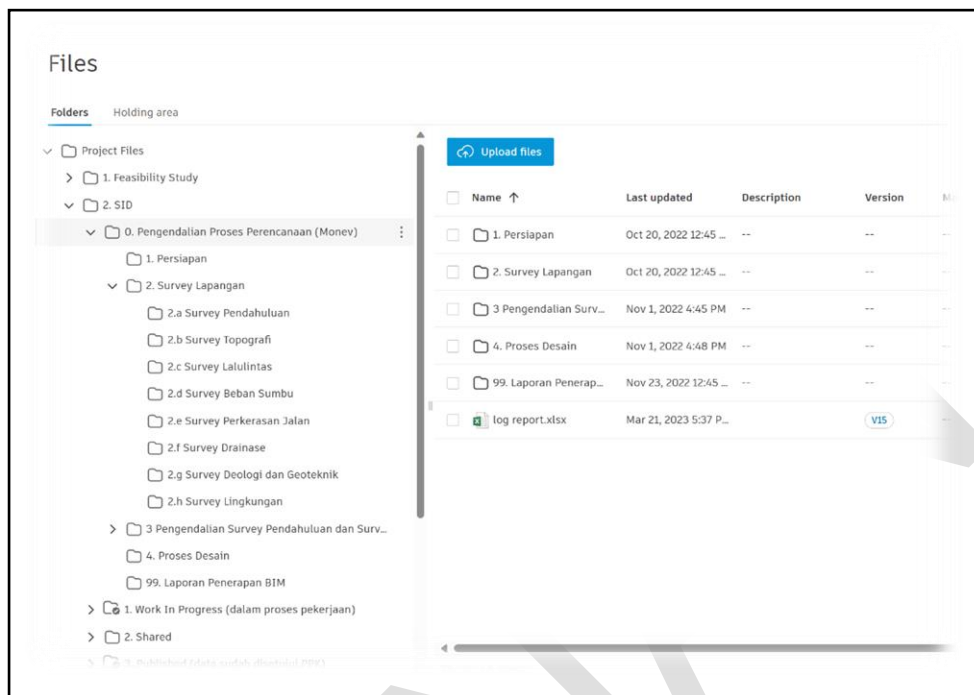 Files
Folders Holding area
Project Files
1. Feasibility Study
2. SID
0. Pengendalian Proses Perencanaan (Monev)
1. Persiapan
2. Survey Lapangan
2.a Survey Pendahuluan
2.b Survey Topografi
2.c Survey Lalulintas
2.d Survey Beban Sumbu
2.e Survey Perkerasan Jalan
2.f Survey Drainase
2.g Survey Deologi dan Geoteknik
2.h Survey Lingkungan
3 Pengendalian Survey Pendahuluan dan Surv...
4. Proses Desain
99. Laporan Penerapan BIM
1. Work In Progress (dalam proses pekerjaan)
2. Shared
3. Published (data sudah disetujui PPK)
Upload files
Name Last updated Description Version
1. Persiapan Oct 20, 2022 12:45 ... -- --
2. Survey Lapangan Oct 20, 2022 12:45 ... -- --
3 Pengendalian Surv... Nov 1, 2022 4:45 PM -- --
4. Proses Desain Nov 1, 2022 4:48 PM -- --
99. Laporan Penerap... Nov 23, 2022 12:45 ... -- --
log report.xlsx Mar 21, 2023 5:37 P... V15